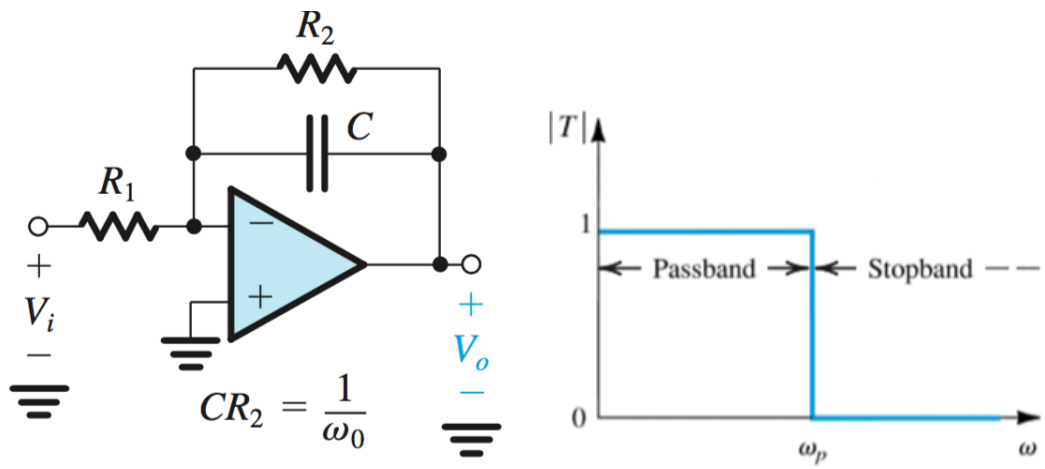 R₂
C
R₁
−
+
+
Vᵢ
−
+
Vₒ
−
CR₂ = 1/ω₀
|T|
1
Passband
Stopband
0
ωₚ
ω